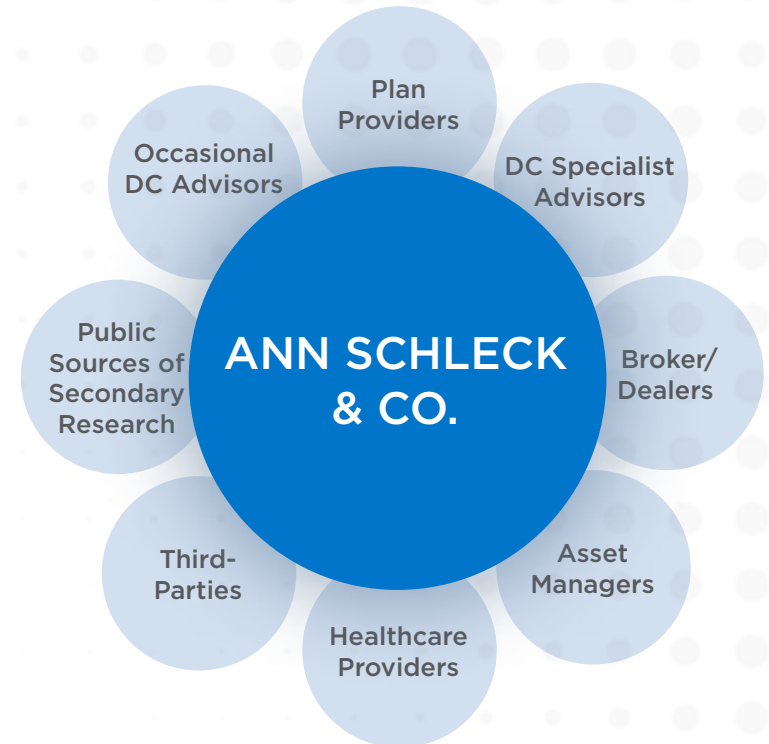 Plan
Providers
DC Specialist
Advisors
Broker/
Dealers
Asset
Managers
Healthcare
Providers
Third-
Parties
Public
Sources of
Secondary
Research
Occasional
DC Advisors
ANN SCHLECK
& CO.